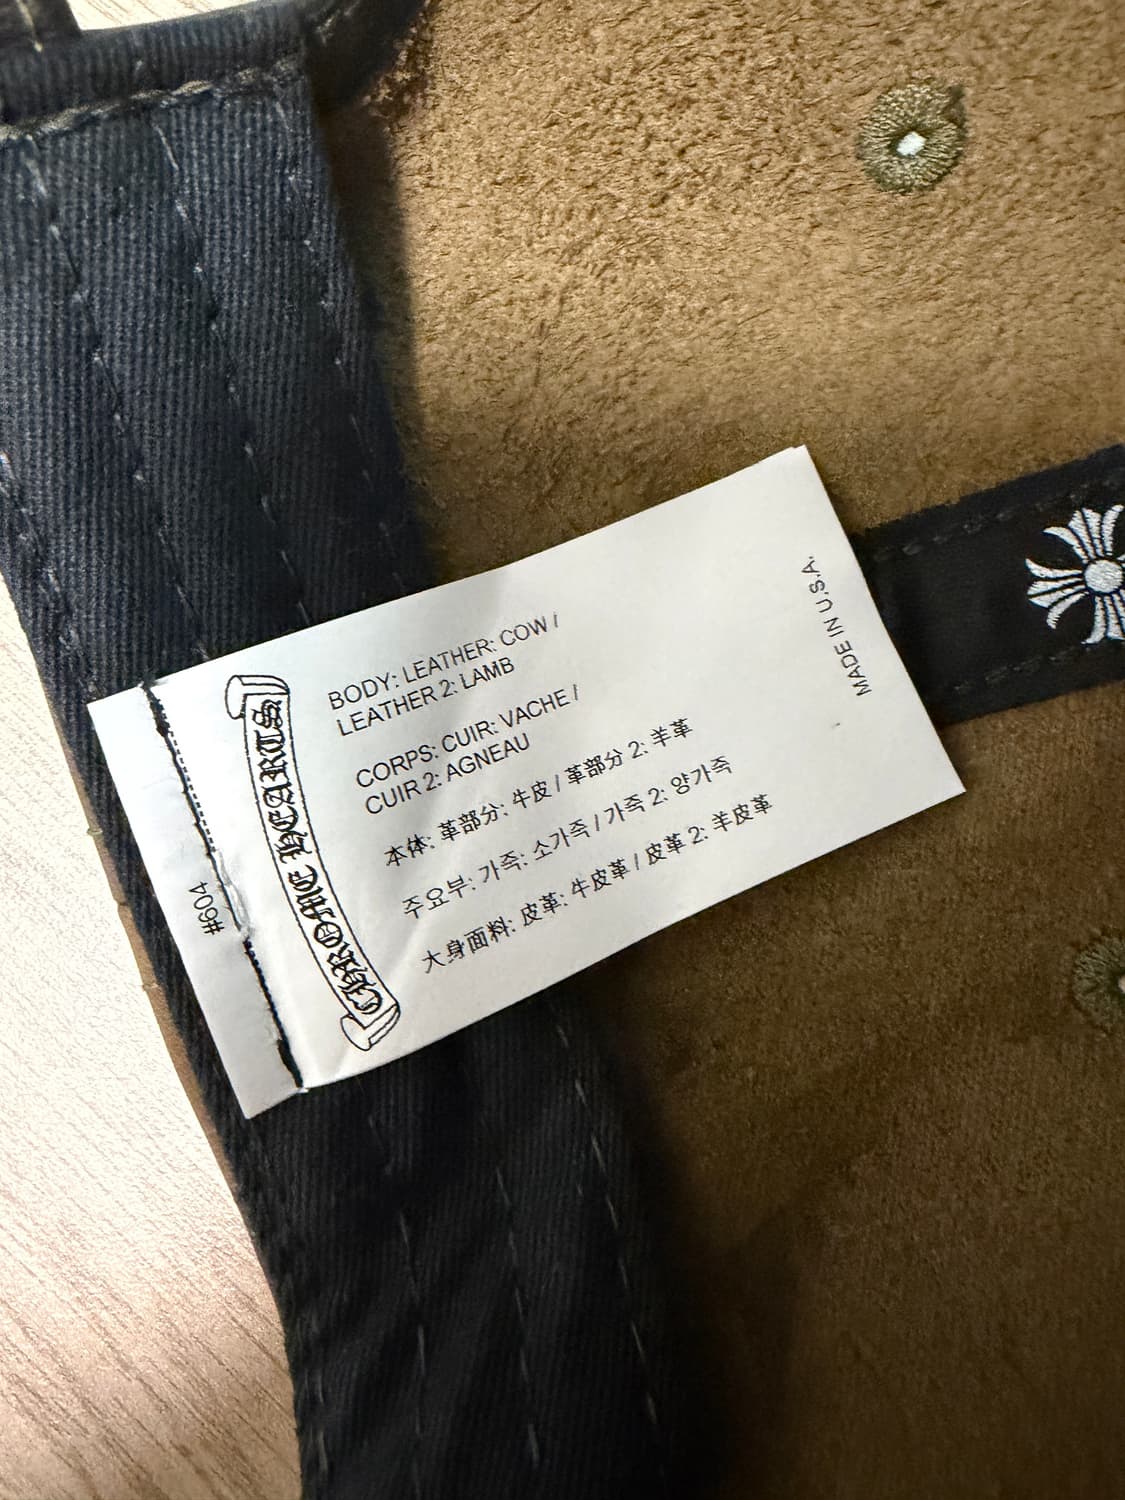 #604
CHROME HEARTS
BODY: LEATHER: COW /
LEATHER 2: LAMB
CORPS: CUIR: VACHE /
CUIR 2: AGNEAU
本体: 革部分: 牛皮 / 革部分 2: 羊革
주요부: 가죽: 소가죽 / 가죽 2: 양가죽
大身面料: 皮革: 牛皮革 / 皮革 2: 羊皮革
MADE IN U.S.A.